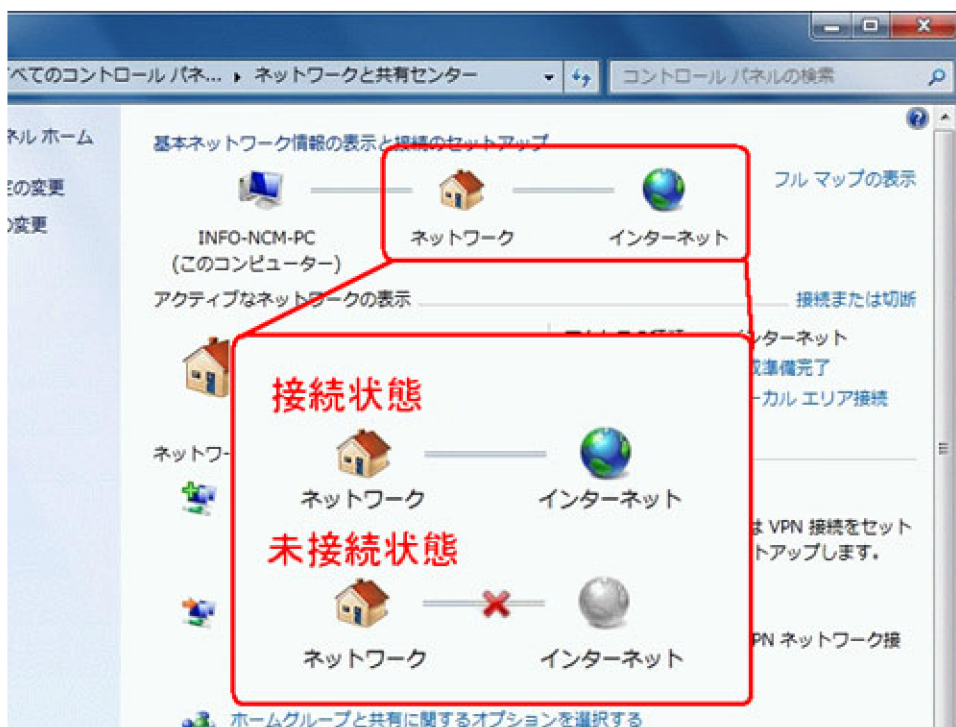 べてのコントロール パネ... ▸ ネットワークと共有センター
コントロール パネルの検索
ネル ホーム
基本ネットワーク情報の表示と接続のセットアップ
の変更
フル マップの表示
の変更
INFO-NCM-PC
(このコンピューター)
ネットワーク
インターネット
アクティブなネットワークの表示
接続または切断
ンターネット
準備完了
ーカル エリア接続
接続状態
ネットワー
ネットワーク
インターネット
は VPN 接続をセット
トアップします。
未接続状態
ネットワーク
インターネット
PN ネットワーク接
ホームグループと共有に関するオプションを選択する